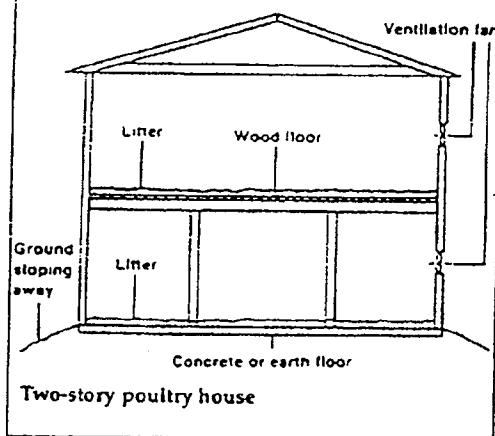 Ventilation fan
Litter
Wood floor
Ground
sloping
away
Litter
Concrete or earth floor
Two-story poultry house